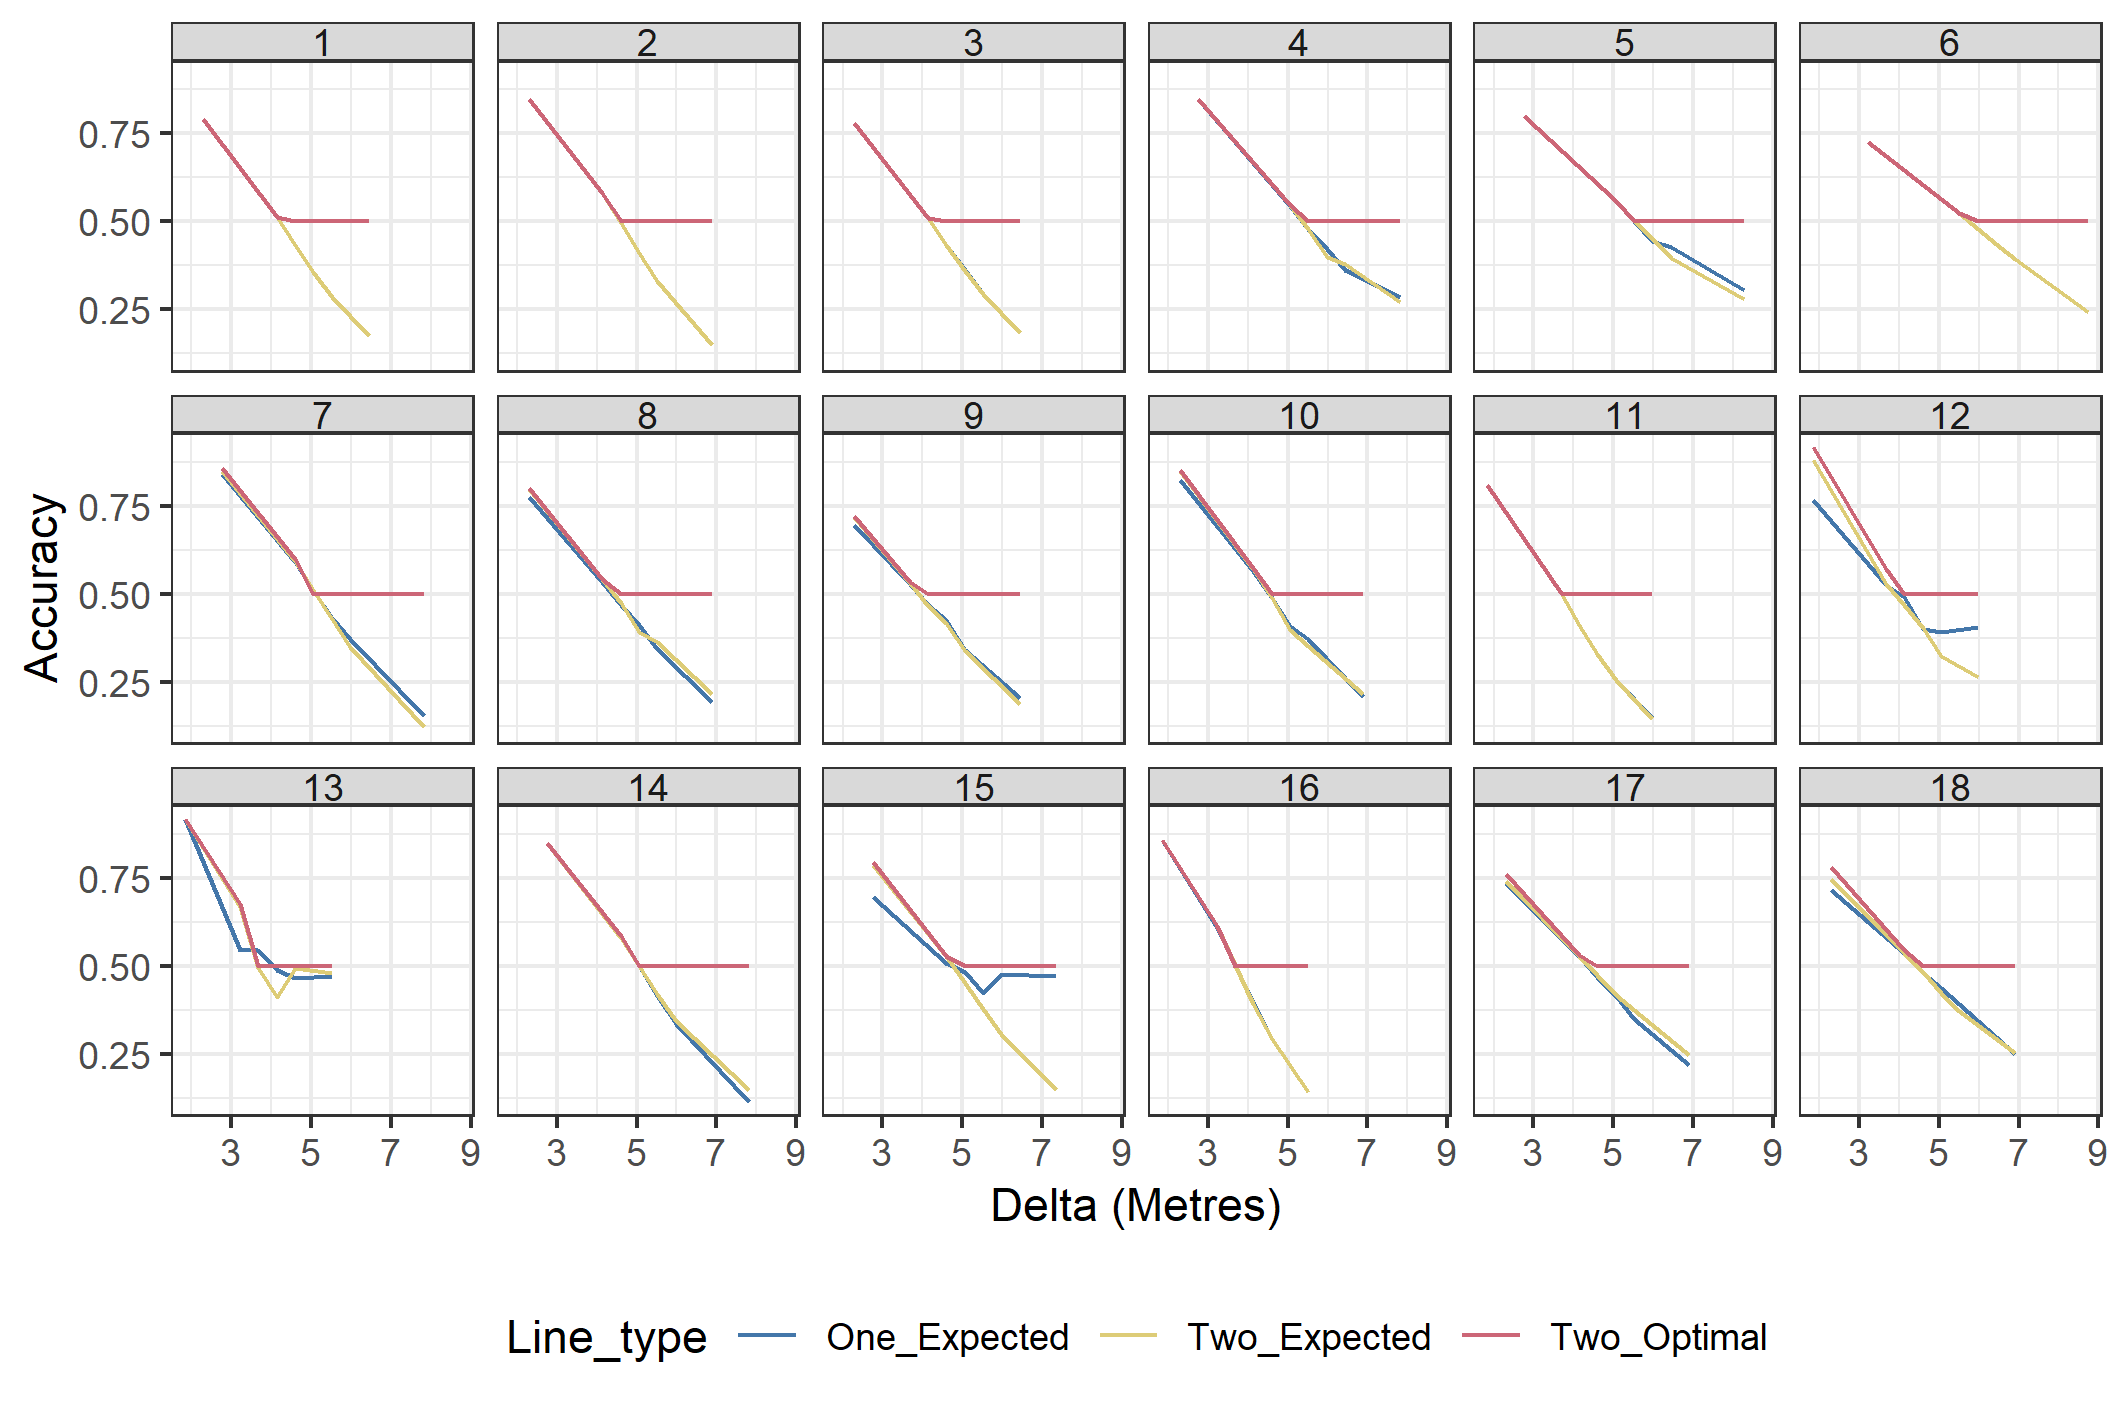 1 2 3 4 5 6
0.75
0.50
0.25
7 8 9 10 11 12
0.75
0.50
0.25
Accuracy
13 14 15 16 17 18
0.75
0.50
0.25
3 5 7 9 3 5 7 9 3 5 7 9 3 5 7 9 3 5 7 9 3 5 7 9
Delta (Metres)
Line_type One_Expected Two_Expected Two_Optimal